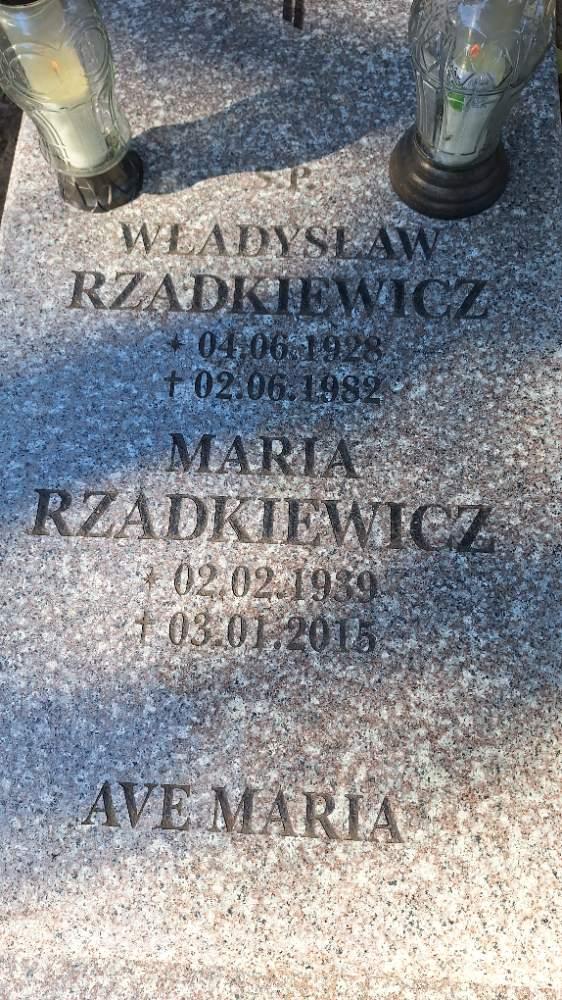 Ś.P.
WŁADYSŁAW
RZADKIEWICZ
* 04.06.1928
† 02.06.1982
MARIA
RZADKIEWICZ
* 02.02.1939
† 03.01.2015
AVE MARIA